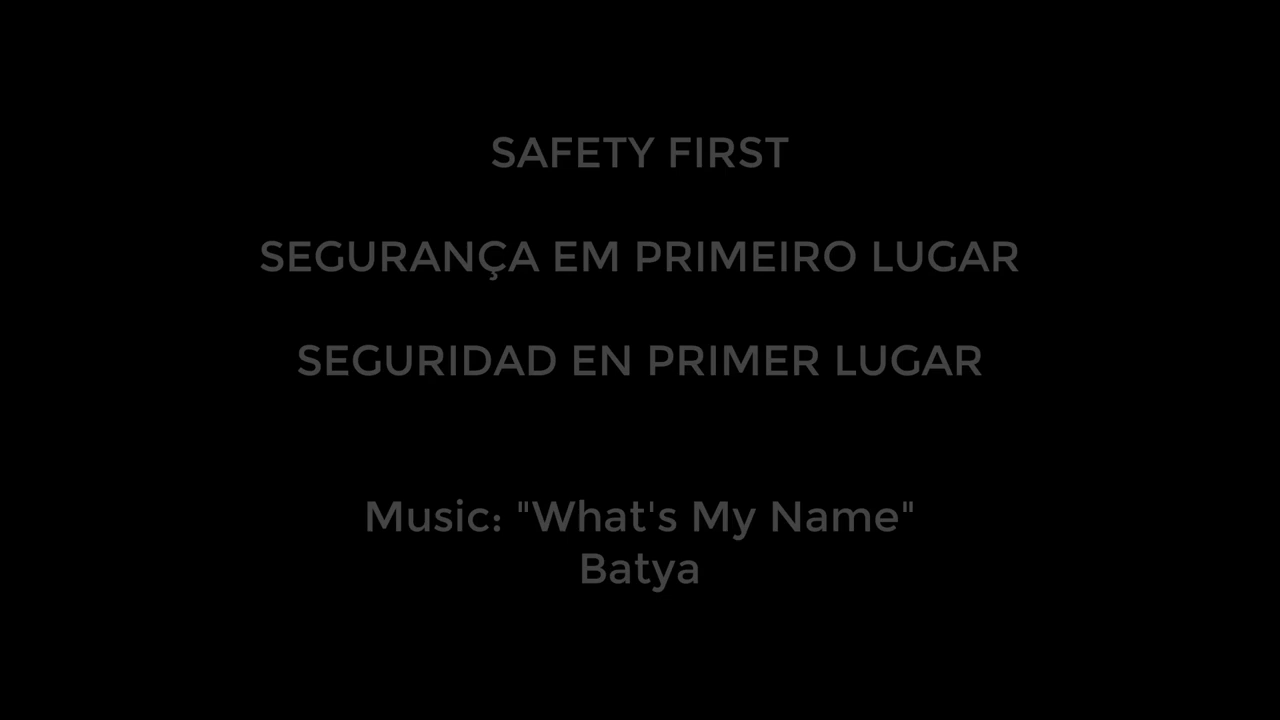 SAFETY FIRST
SEGURANÇA EM PRIMEIRO LUGAR
SEGURIDAD EN PRIMER LUGAR
Music: "What's My Name"
Batya